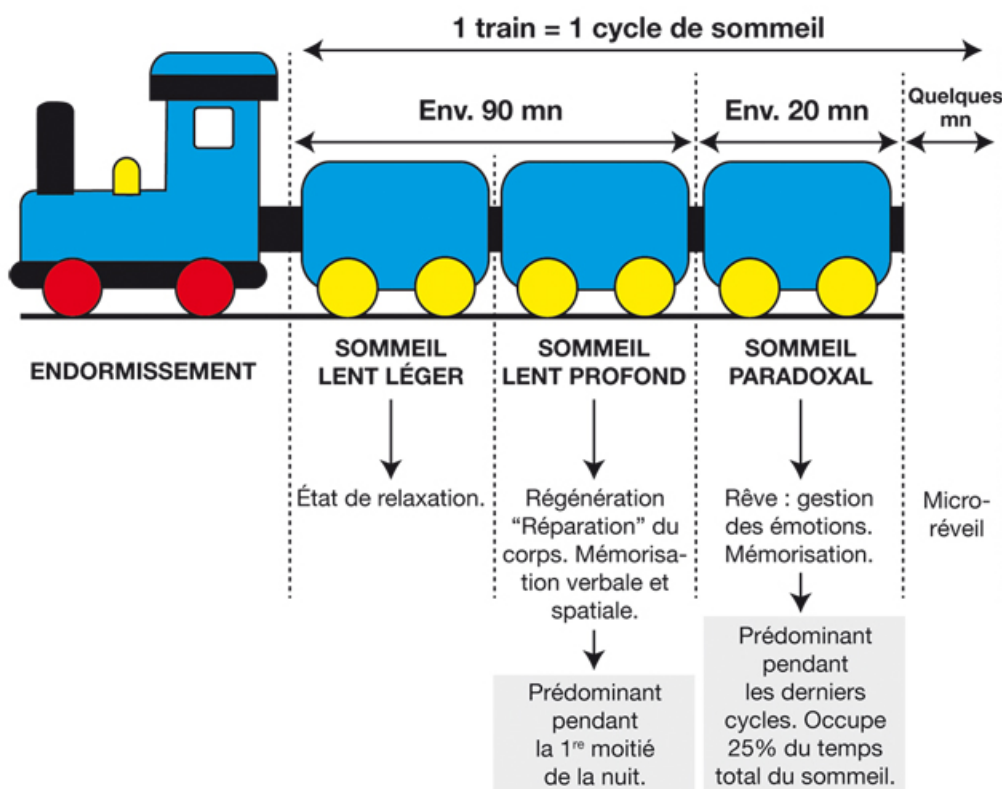 1 train = 1 cycle de sommeil
Env. 90 mn
Env. 20 mn
Quelques
mn
ENDORMISSEMENT
SOMMEIL
LENT LÉGER
SOMMEIL
LENT PROFOND
SOMMEIL
PARADOXAL
État de relaxation.
Régénération
“Réparation” du
corps. Mémorisa-
tion verbale et
spatiale.
Rêve : gestion
des émotions.
Mémorisation.
Micro-
réveil
Prédominant
pendant
la 1re moitié
de la nuit.
Prédominant
pendant
les derniers
cycles. Occupe
25% du temps
total du sommeil.